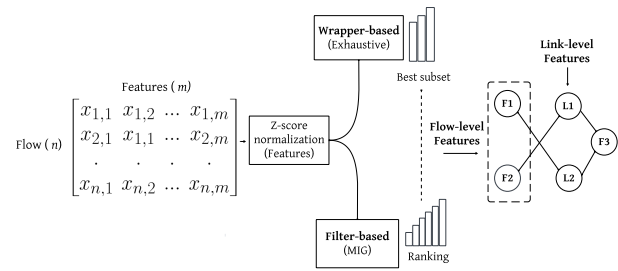 Features (m)
Flow (n)
x1,1 x1,2 ... x1,m
x2,1 x1,1 ... x2,m
. . . .
xn,1 xn,2 ... xn,m
Z-score
normalization
(Features)
Wrapper-based
(Exhaustive)
Best subset
Filter-based
(MIG)
Ranking
Flow-level
Features
Link-level
Features
F1
F2
L1
L2
F3